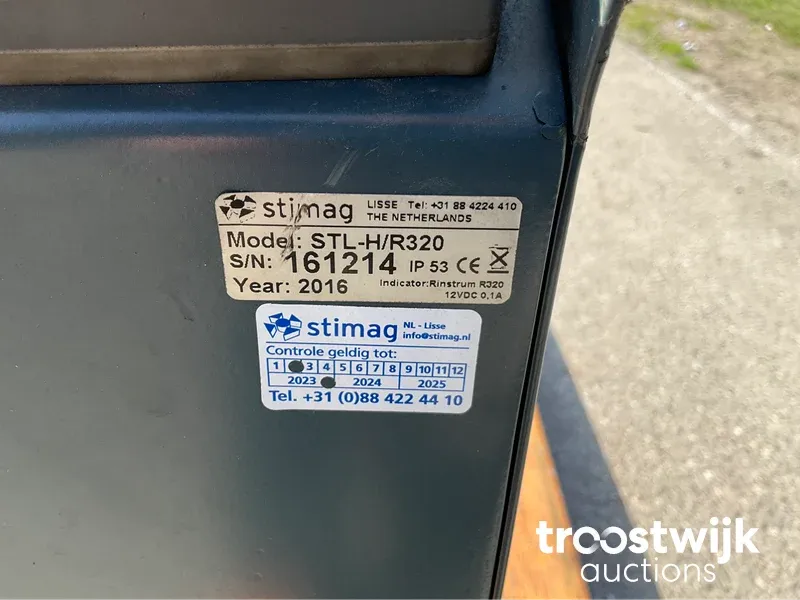 stimag LISSE Tel: +31 88 4224 410
THE NETHERLANDS
Model: STL-H/R320
S/N: 161214 IP 53 CE
Year: 2016 Indicator:Rinstrum R320
12VDC 0,1A
stimag NL - Lisse
info@stimag.nl
Controle geldig tot:
1 3 4 5 6 7 8 9 10 11 12
2023 2024 2025
Tel. +31 (0)88 422 44 10
troostwijk
auctions